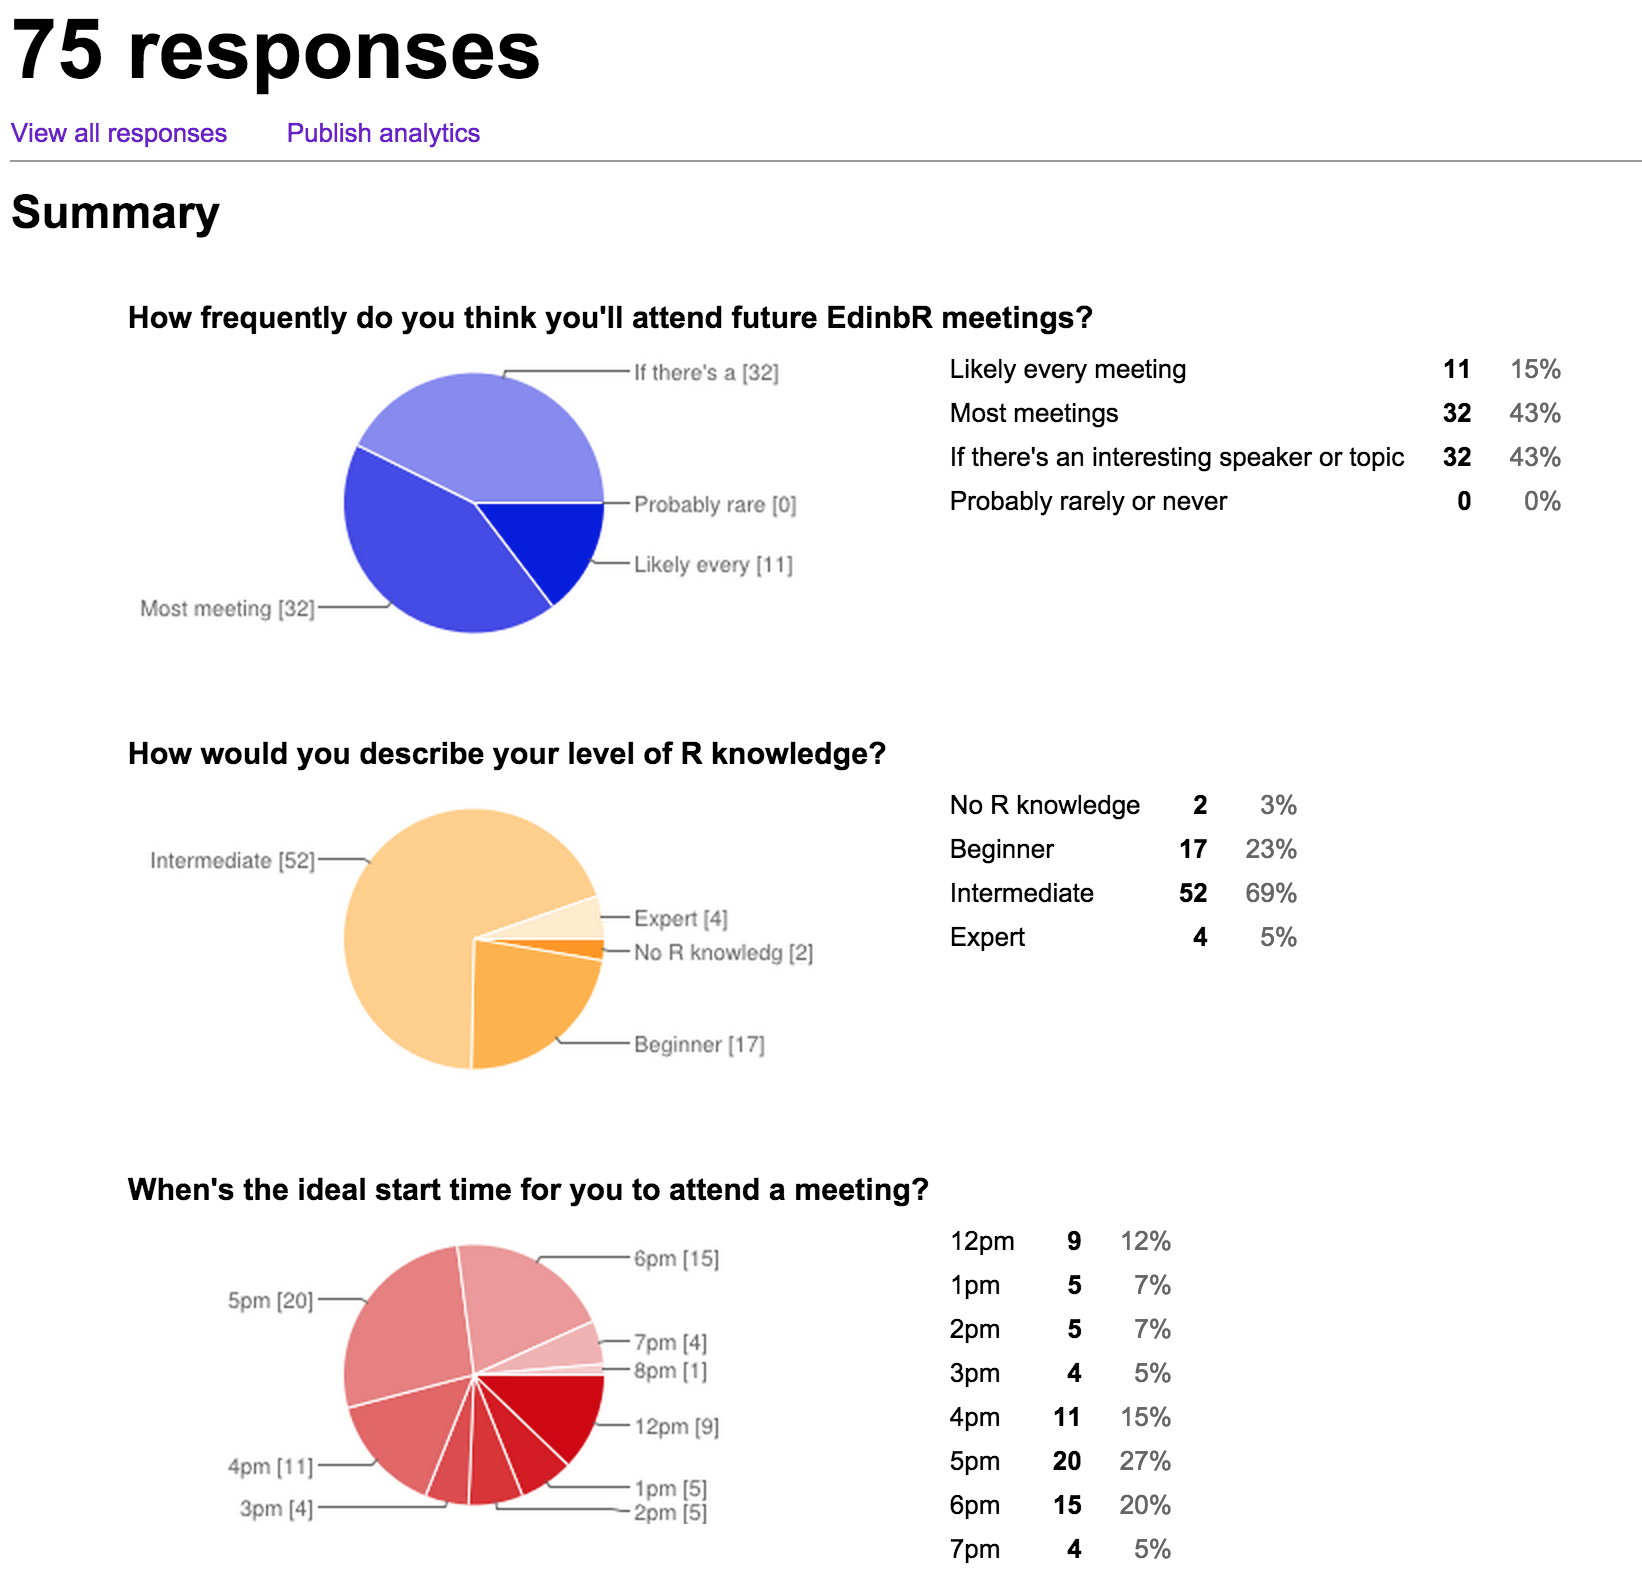 75 responses
View all responses Publish analytics
Summary
How frequently do you think you'll attend future EdinbR meetings?
If there's a [32]
Probably rare [0]
Likely every [11]
Most meeting [32]
Likely every meeting 11 15%
Most meetings 32 43%
If there's an interesting speaker or topic 32 43%
Probably rarely or never 0 0%
How would you describe your level of R knowledge?
Intermediate [52]
Expert [4]
No R knowledg [2]
Beginner [17]
No R knowledge 2 3%
Beginner 17 23%
Intermediate 52 69%
Expert 4 5%
When's the ideal start time for you to attend a meeting?
6pm [15]
5pm [20]
7pm [4]
8pm [1]
12pm [9]
4pm [11]
1pm [5]
3pm [4]
2pm [5]
12pm 9 12%
1pm 5 7%
2pm 5 7%
3pm 4 5%
4pm 11 15%
5pm 20 27%
6pm 15 20%
7pm 4 5%